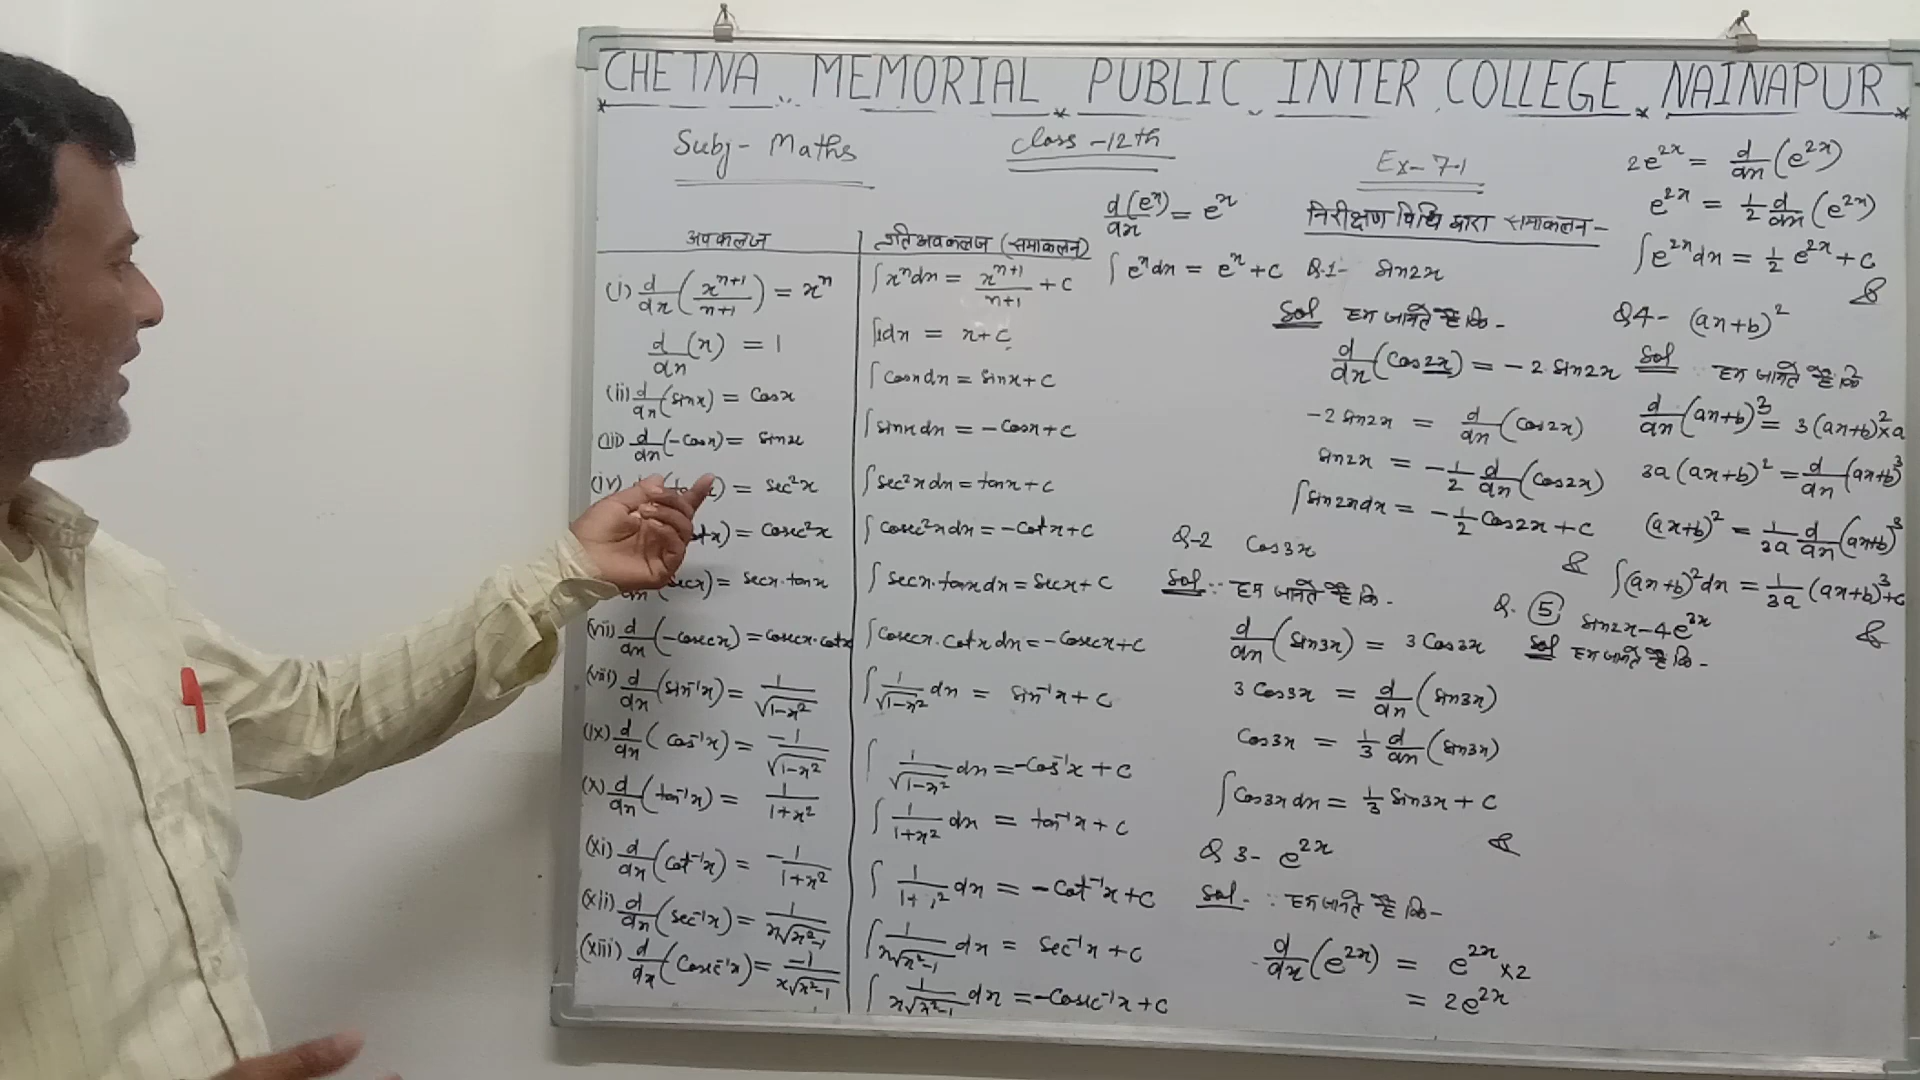 CHETNA MEMORIAL PUBLIC INTER COLLEGE NAINAPUR
Subj- Maths
Class -12th
Ex- 7.1
अवकलज
प्रतिअवकलज (समाकलन)
(i) d/dx (x^(n+1)/(n+1)) = x^n
d/dx (x) = 1
(ii) d/dx (sinx) = Cosx
(iii) d/dx (-Cosx) = sinx
(iv) = sec²x
= Cosec²x
(secx) = secx·tanx
(vii) d/dx (-Cosecx) = Cosecx·Cotx
(viii) d/dx (sin⁻¹x) = 1/√(1-x²)
(ix) d/dx (Cos⁻¹x) = -1/√(1-x²)
(x) d/dx (tan⁻¹x) = 1/(1+x²)
(xi) d/dx (Cot⁻¹x) = -1/(1+x²)
(xii) d/dx (sec⁻¹x) = 1/(x√(x²-1))
(xiii) d/dx (Cosec⁻¹x) = -1/(x√(x²-1))
∫x^n dx = x^(n+1)/(n+1) + C
∫1dx = x+C
∫Cosx dx = sinx+C
∫sinx dx = -Cosx+C
∫sec²x dx = tanx+C
∫Cosec²x dx = -Cotx+C
∫secx·tanx dx = secx+C
∫Cosecx·Cotx dx = -Cosecx+C
∫1/√(1-x²) dx = sin⁻¹x+C
∫1/√(1-x²) dx = -Cos⁻¹x+C
∫1/(1+x²) dx = tan⁻¹x+C
∫1/(1+x²) dx = -Cot⁻¹x+C
∫1/(x√(x²-1)) dx = sec⁻¹x+C
∫1/(x√(x²-1)) dx = -Cosec⁻¹x+C
d(e^x)/dx = e^x
∫e^x dx = e^x+C
निरीक्षण विधि द्वारा समाकलन-
Q.1- sin2x
Sol हम जानते है कि-
d/dx (Cos2x) = -2 sin2x
-2 sin2x = d/dx (Cos2x)
sin2x = -1/2 d/dx (Cos2x)
∫sin2x dx = -1/2 Cos2x+C
Q-2 Cos3x
Sol ∵ हम जानते है कि-
d/dx (sin3x) = 3 Cos3x
3 Cos3x = d/dx (sin3x)
Cos3x = 1/3 d/dx (sin3x)
∫Cos3x dx = 1/3 sin3x+C
Q 3- e^2x
Sol- ∵ हम जानते है कि-
d/dx (e^2x) = e^2x ×2
= 2e^2x
2e^2x = d/dx (e^2x)
e^2x = 1/2 d/dx (e^2x)
∫e^2x dx = 1/2 e^2x+C
Q4- (ax+b)²
Sol ∵ हम जानते है कि
d/dx (ax+b)³ = 3(ax+b)²×a
3a(ax+b)² = d/dx (ax+b)³
(ax+b)² = 1/3a d/dx (ax+b)³
∫(ax+b)² dx = 1/3a (ax+b)³+C
Q. 5 sin2x-4e^3x
Sol हम जानते है कि-